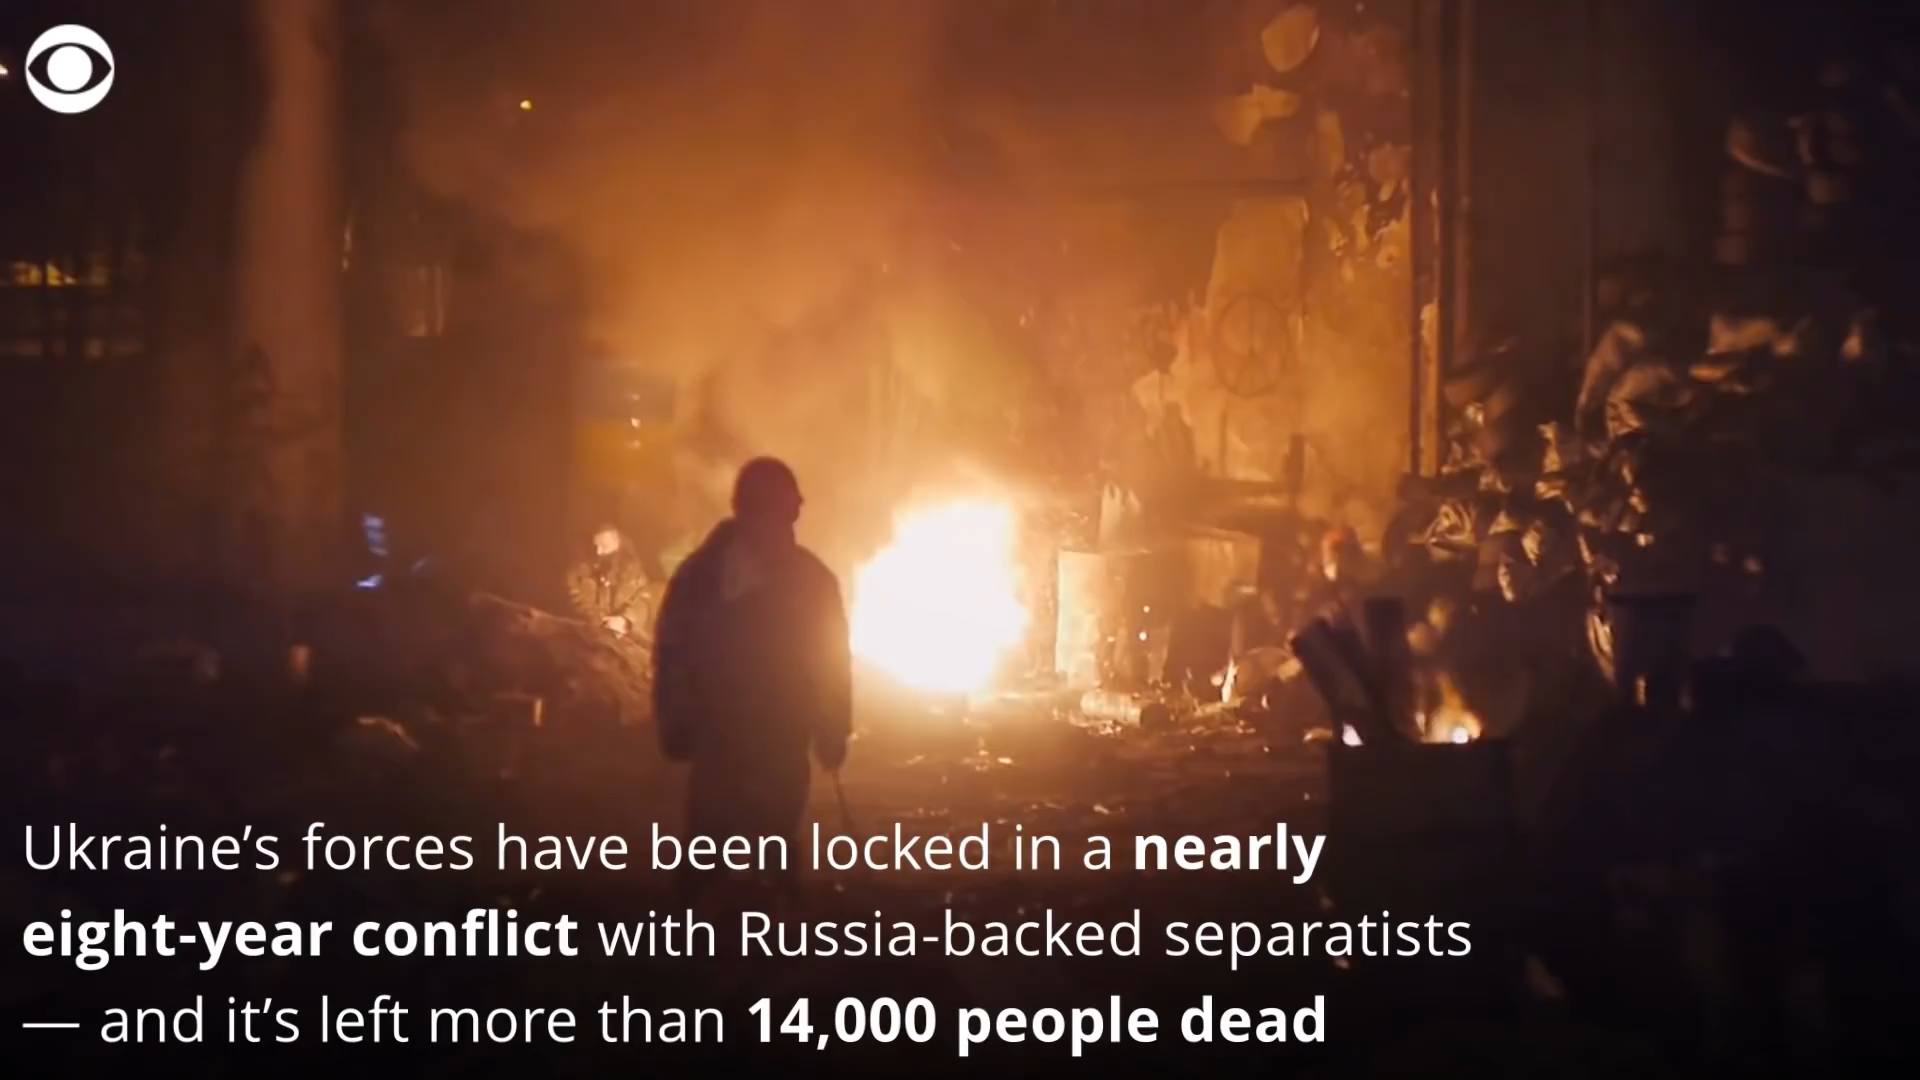 Ukraine’s forces have been locked in a nearly
eight-year conflict with Russia-backed separatists
— and it’s left more than 14,000 people dead